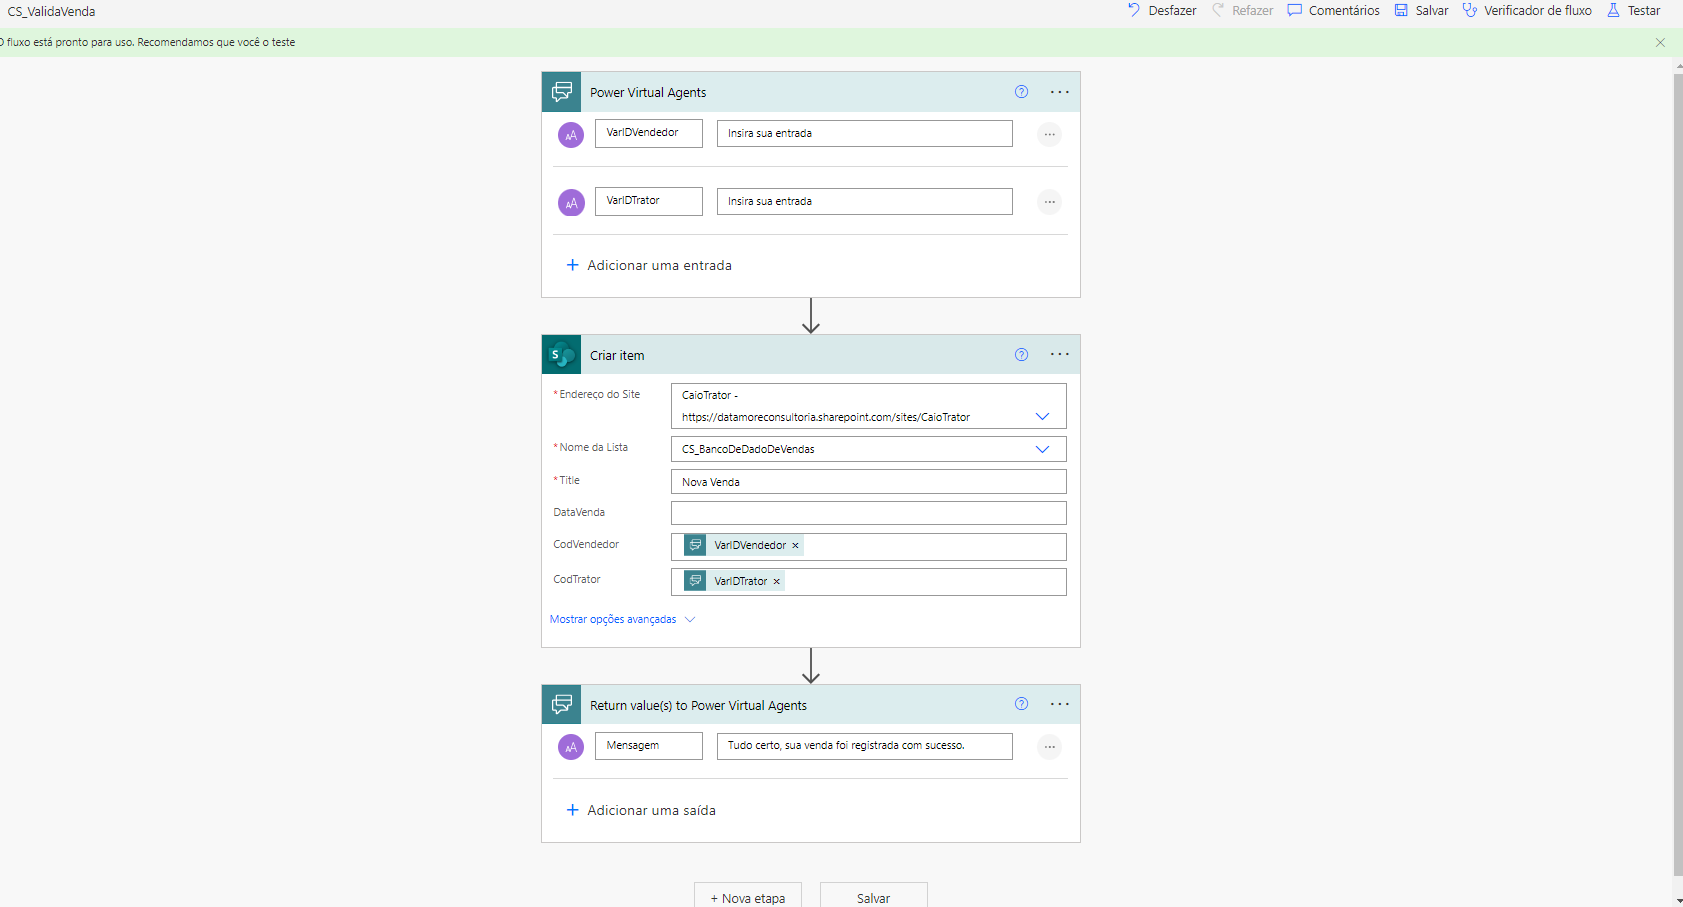 CS_ValidaVenda
Desfazer
Refazer
Comentários
Salvar
Verificador de fluxo
Testar
O fluxo está pronto para uso. Recomendamos que você o teste
Power Virtual Agents
VarIDVendedor
Insira sua entrada
VarIDTrator
Insira sua entrada
+ Adicionar uma entrada
Criar item
* Endereço do Site
CaioTrator -
https://datamoreconsultoria.sharepoint.com/sites/CaioTrator
* Nome da Lista
CS_BancoDeDadoDeVendas
* Title
Nova Venda
DataVenda
CodVendedor
VarIDVendedor
CodTrator
VarIDTrator
Mostrar opções avançadas
Return value(s) to Power Virtual Agents
Mensagem
Tudo certo, sua venda foi registrada com sucesso.
+ Adicionar uma saída
+ Nova etapa
Salvar